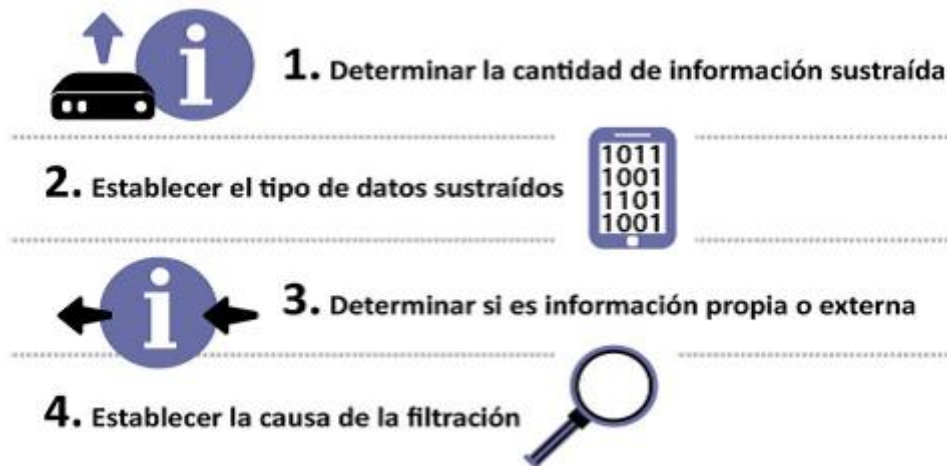 1. Determinar la cantidad de información sustraída
2. Establecer el tipo de datos sustraídos
1011
1001
1101
1001
3. Determinar si es información propia o externa
4. Establecer la causa de la filtración